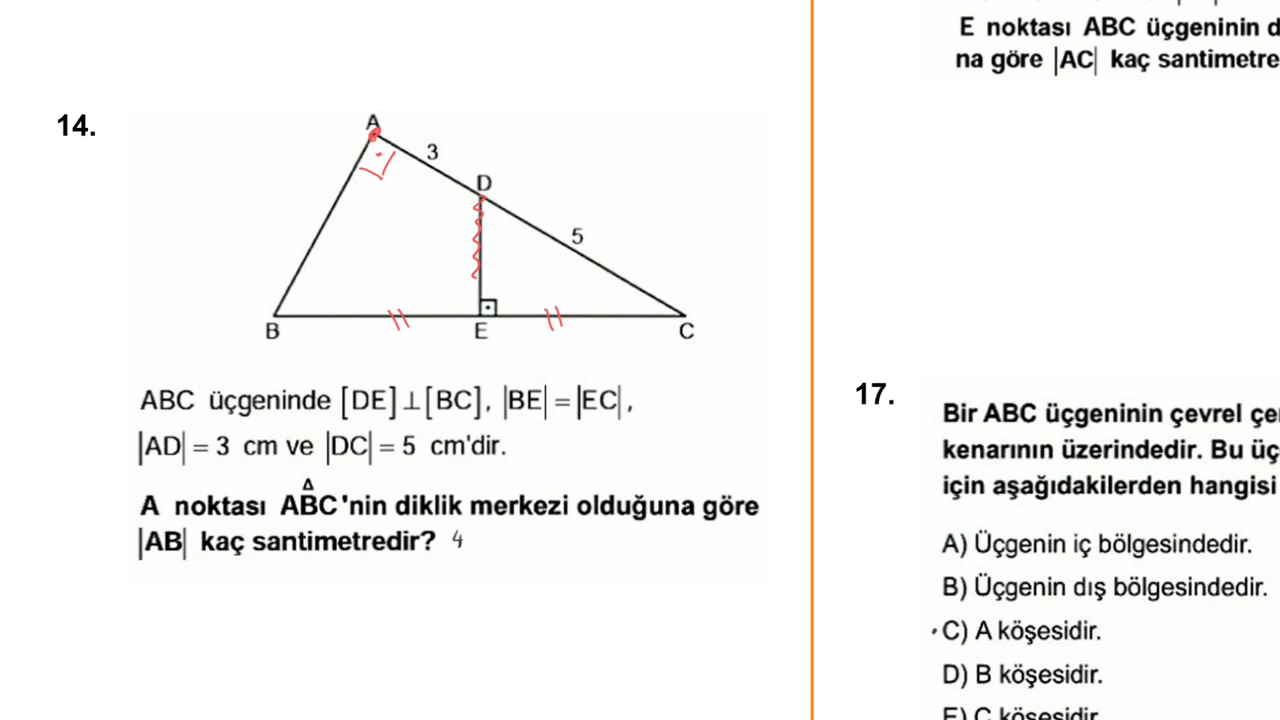 14.
A
3
D
5
B
E
C
ABC üçgeninde [DE]⊥[BC], |BE|=|EC|,
|AD|= 3 cm ve |DC|= 5 cm'dir.
A noktası ABC'nin diklik merkezi olduğuna göre
|AB| kaç santimetredir? 4
E noktası ABC üçgeninin d
na göre |AC| kaç santimetre
17.
Bir ABC üçgeninin çevrel çe
kenarının üzerindedir. Bu üç
için aşağıdakilerden hangisi
A) Üçgenin iç bölgesindedir.
B) Üçgenin dış bölgesindedir.
C) A köşesidir.
D) B köşesidir.
E) C köşesidir